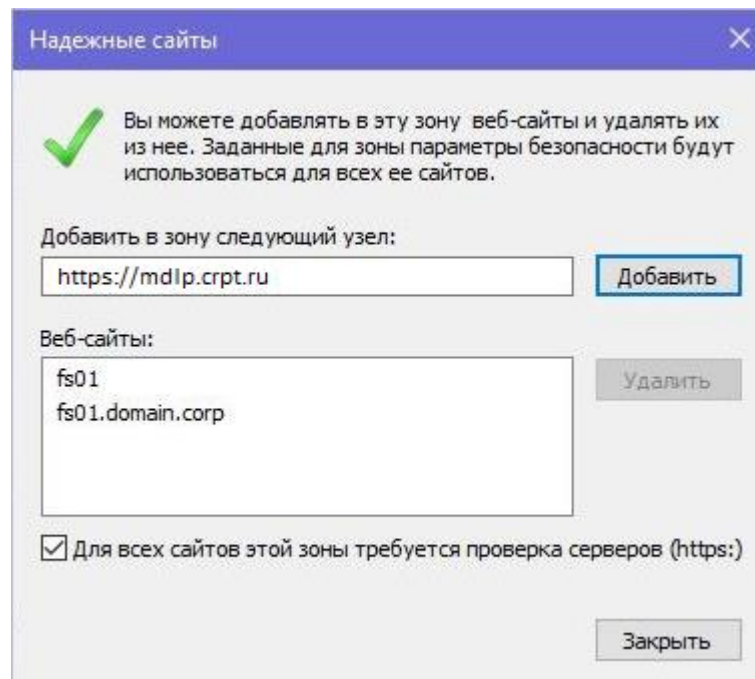 Надежные сайты
Вы можете добавлять в эту зону веб-сайты и удалять их
из нее. Заданные для зоны параметры безопасности будут
использоваться для всех ее сайтов.
Добавить в зону следующий узел:
https://mdlp.crpt.ru
Добавить
Веб-сайты:
fs01
Удалить
fs01.domain.corp
Для всех сайтов этой зоны требуется проверка серверов (https:)
Закрыть